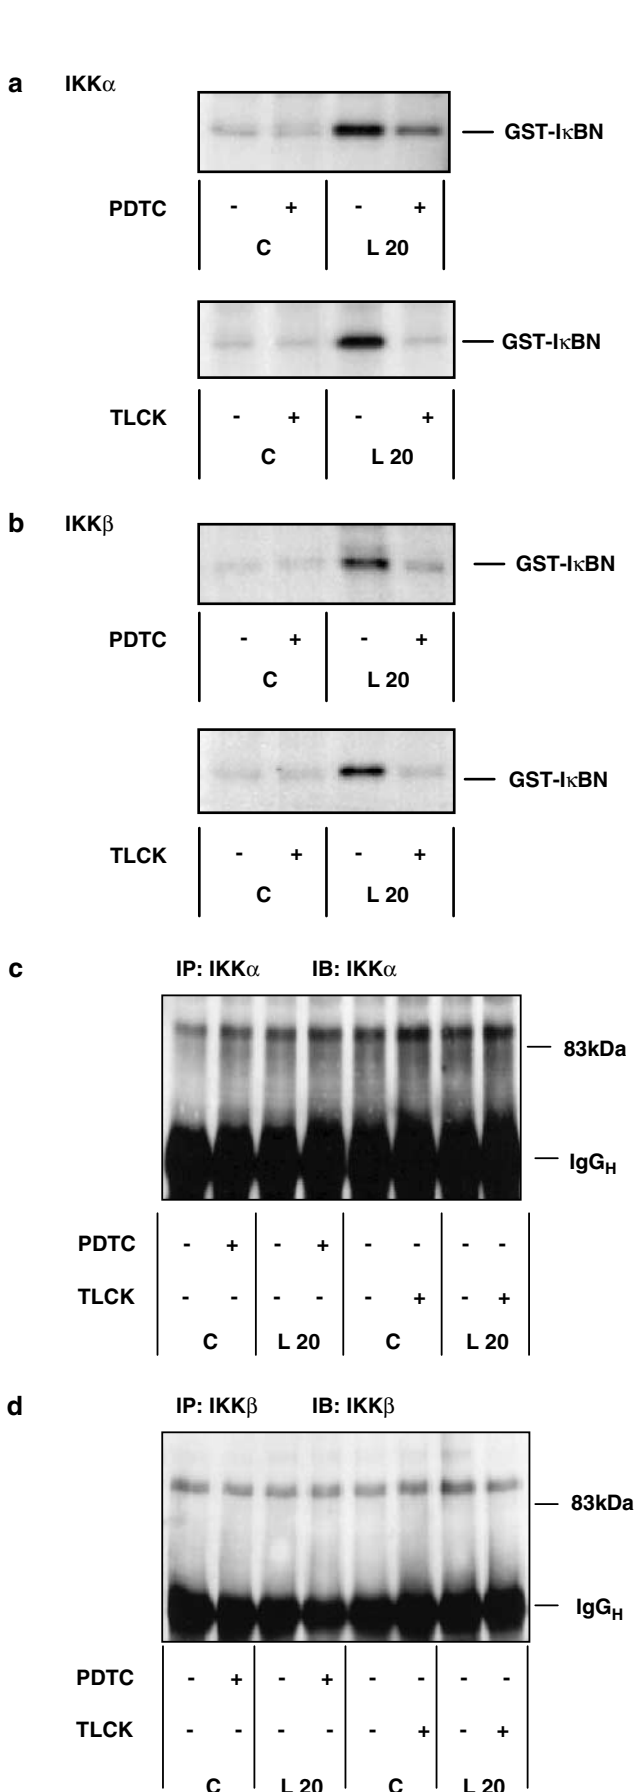 a IKKα
GST-IκBN
PDTC - + - +
C L 20
GST-IκBN
TLCK - + - +
C L 20
b IKKβ
GST-IκBN
PDTC - + - +
C L 20
GST-IκBN
TLCK - + - +
C L 20
c IP: IKKα IB: IKKα
83kDa
IgGH
PDTC - + - + - - - -
TLCK - - - - - + - +
C L 20 C L 20
d IP: IKKβ IB: IKKβ
83kDa
IgGH
PDTC - + - + - - - -
TLCK - - - - - + - +
C L 20 C L 20